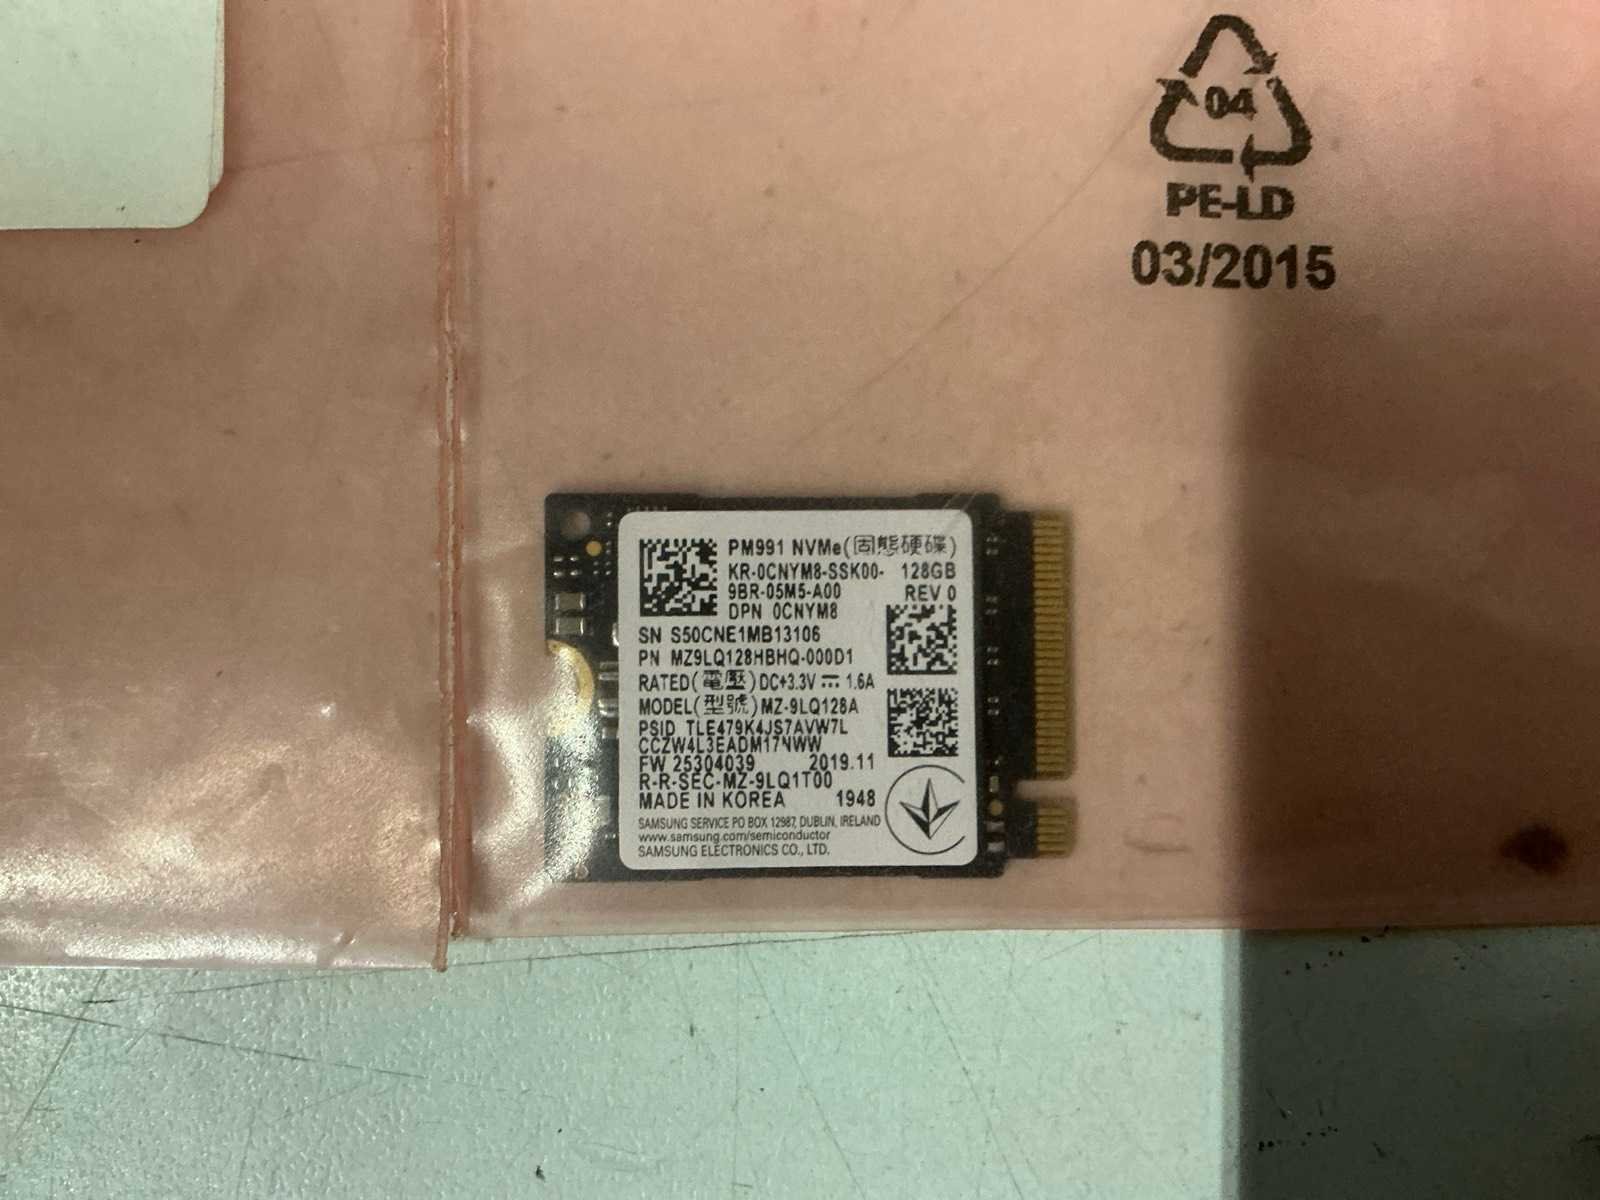 04
PE-LD
03/2015
PM991 NVMe(固態硬碟)
KR-0CNYM8-SSK00- 128GB
9BR-05M5-A00 REV 0
DPN 0CNYM8
SN S50CNE1MB13106
PN MZ9LQ128HBHQ-000D1
RATED(電壓)DC+3.3V ⎓ 1.6A
MODEL(型號)MZ-9LQ128A
PSID TLE479K4JS7AVW7L
CCZW4L3EADM17NWW
FW 25304039 2019.11
R-R-SEC-MZ-9LQ1T00
MADE IN KOREA 1948
SAMSUNG SERVICE PO BOX 12987, DUBLIN, IRELAND
www.samsung.com/semiconductor
SAMSUNG ELECTRONICS CO., LTD.